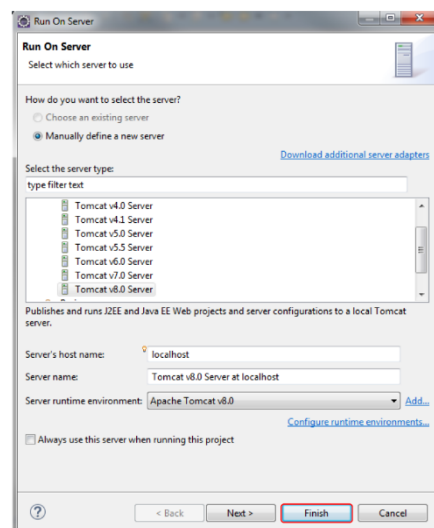 Run On Server
Run On Server
Select which server to use
How do you want to select the server?
Choose an existing server
Manually define a new server
Download additional server adapters
Select the server type:
type filter text
Tomcat v4.0 Server
Tomcat v4.1 Server
Tomcat v5.0 Server
Tomcat v5.5 Server
Tomcat v6.0 Server
Tomcat v7.0 Server
Tomcat v8.0 Server
Publishes and runs J2EE and Java EE Web projects and server configurations to a local Tomcat
server.
Server's host name: localhost
Server name: Tomcat v8.0 Server at localhost
Server runtime environment: Apache Tomcat v8.0 Add...
Configure runtime environments...
Always use this server when running this project
? < Back Next > Finish Cancel